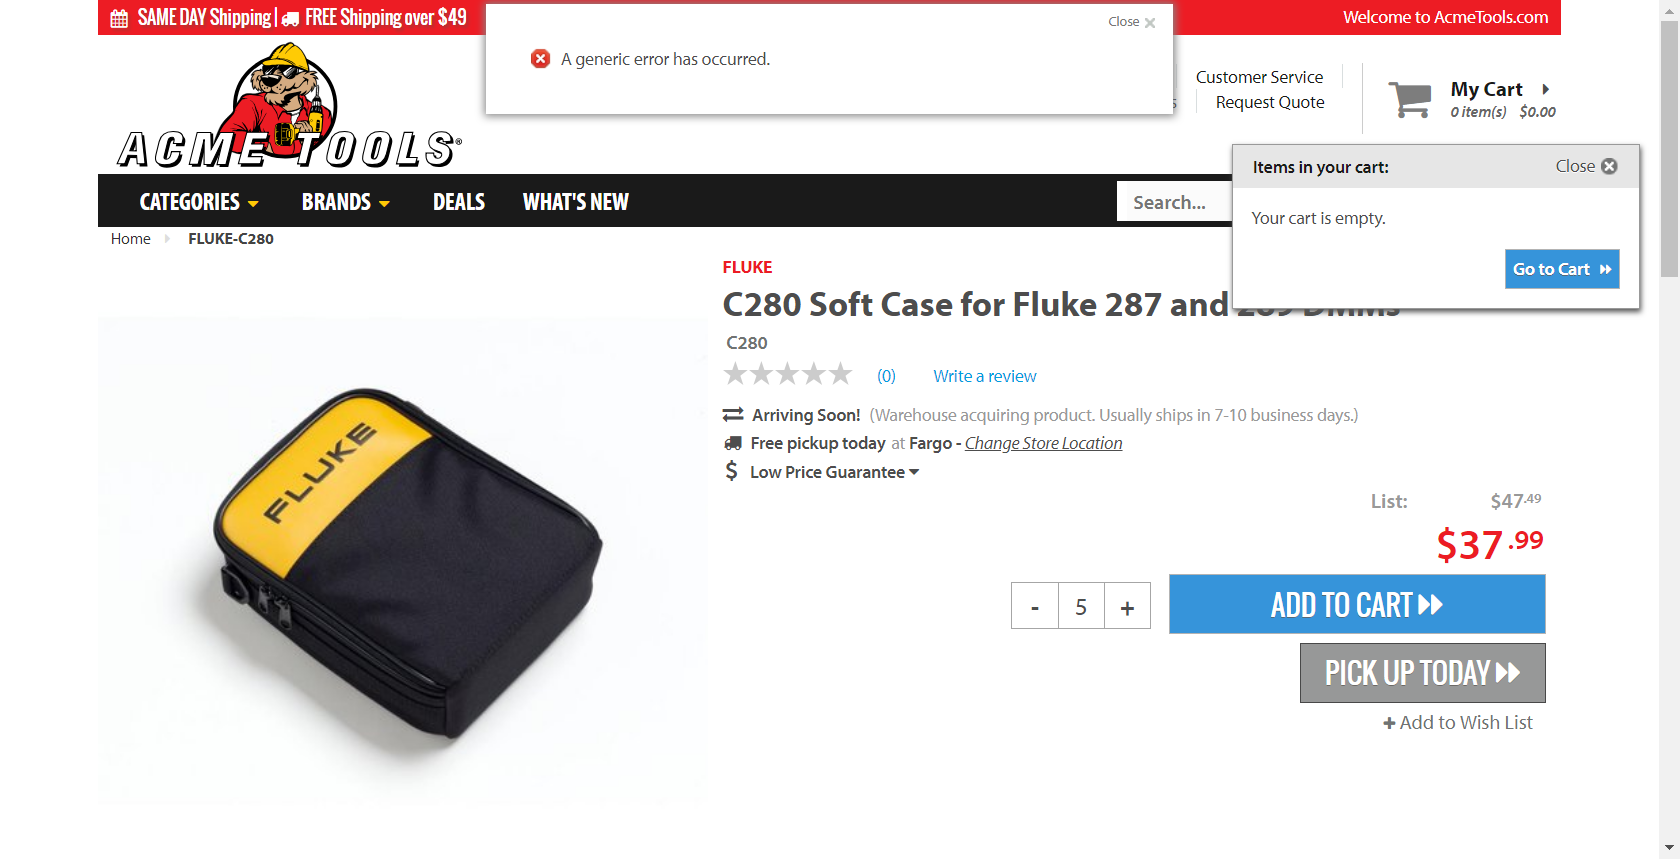 SAME DAY Shipping | FREE Shipping over $49
Welcome to AcmeTools.com
Close
A generic error has occurred.
Customer Service
Request Quote
My Cart
0 item(s) $0.00
ACME TOOLS®
Items in your cart:
Close
Your cart is empty.
Go to Cart
CATEGORIES
BRANDS
DEALS
WHAT'S NEW
Search...
Home
FLUKE-C280
FLUKE
C280 Soft Case for Fluke 287 and 289 DMMs
C280
(0)
Write a review
Arriving Soon! (Warehouse acquiring product. Usually ships in 7-10 business days.)
Free pickup today at Fargo - Change Store Location
$ Low Price Guarantee
List: $47.49
$37.99
- 5 +
ADD TO CART
PICK UP TODAY
+ Add to Wish List
FLUKE